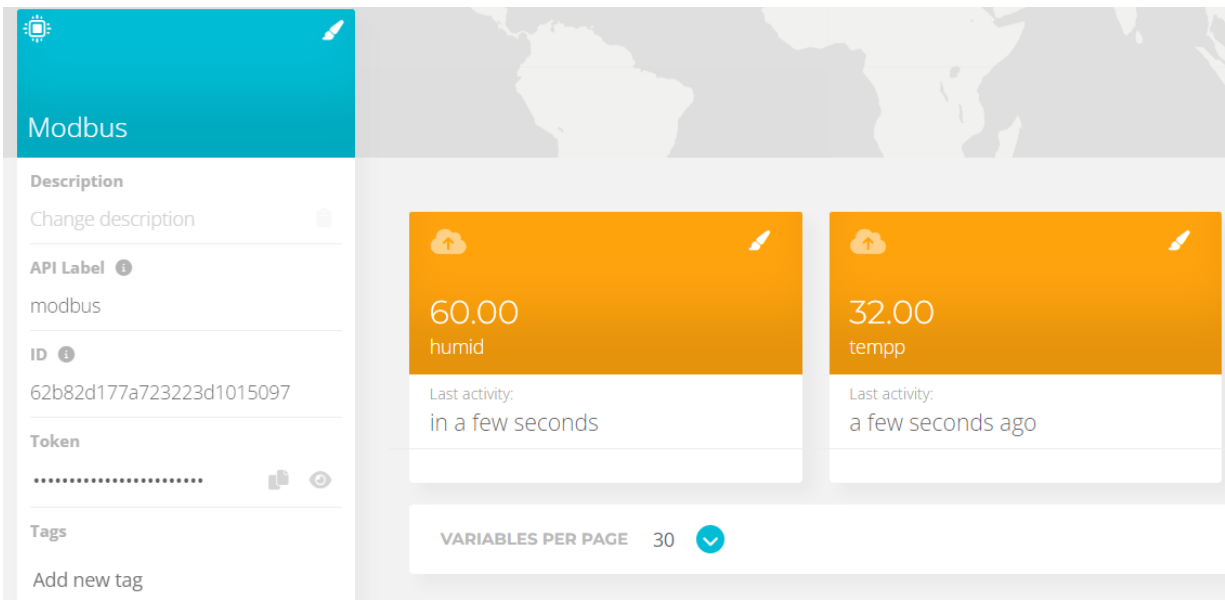 Modbus
Description
Change description
API Label
modbus
ID
62b82d177a723223d1015097
Token
••••••••••••••••••••••••
Tags
Add new tag
60.00
humid
Last activity:
in a few seconds
32.00
tempp
Last activity:
a few seconds ago
VARIABLES PER PAGE 30